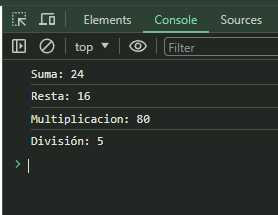 Elements Console Sources
top Filter
Suma: 24
Resta: 16
Multiplicacion: 80
División: 5